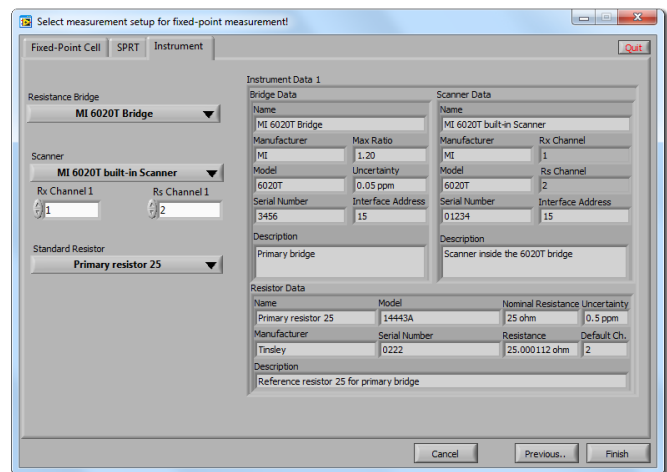 Select measurement setup for fixed-point measurement!
Fixed-Point Cell SPRT Instrument Quit
Resistance Bridge
MI 6020T Bridge
Scanner
MI 6020T built-in Scanner
Rx Channel 1 Rs Channel 1
1 2
Standard Resistor
Primary resistor 25
Instrument Data 1
Bridge Data
Name
MI 6020T Bridge
Manufacturer Max Ratio
MI 1.20
Model Uncertainty
6020T 0.05 ppm
Serial Number Interface Address
3456 15
Description
Primary bridge
Scanner Data
Name
MI 6020T built-in Scanner
Manufacturer Rx Channel
MI 1
Model Rs Channel
6020T 2
Serial Number Interface Address
01234 15
Description
Scanner inside the 6020T bridge
Resistor Data
Name Model Nominal Resistance Uncertainty
Primary resistor 25 14443A 25 ohm 0.5 ppm
Manufacturer Serial Number Resistance Default Ch.
Tinsley 0222 25.000112 ohm 2
Description
Reference resistor 25 for primary bridge
Cancel Previous.. Finish